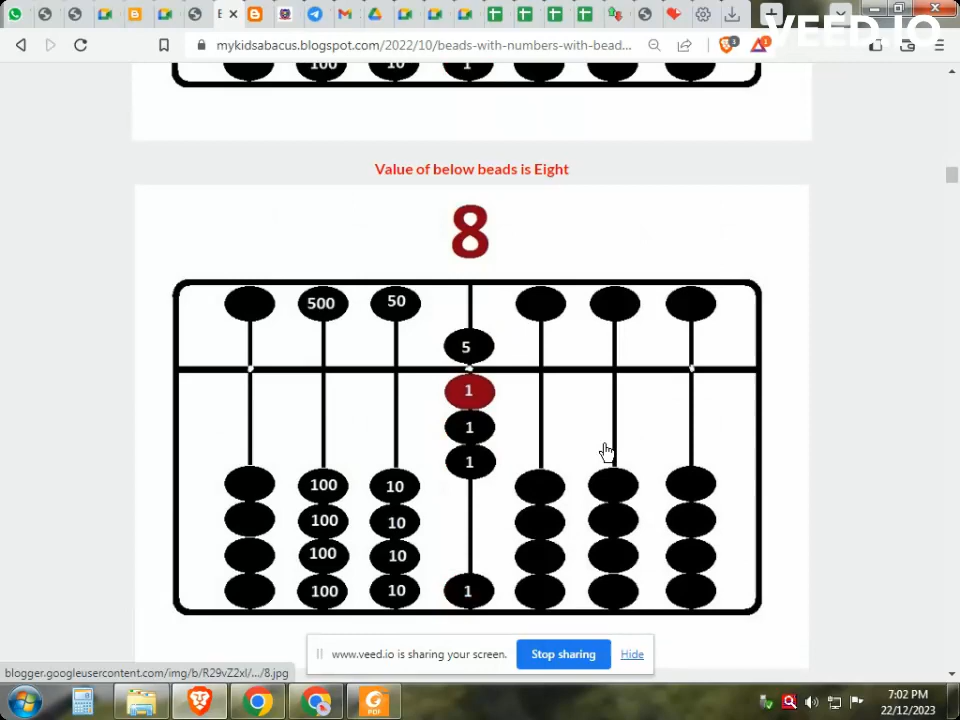 VEED.IO
mykidsabacus.blogspot.com/2022/10/beads-with-numbers-with-bead...
3
1
100 10 1
Value of below beads is Eight
8
500 50
5
1
1
1
100 10
100 10
100 10
100 10 1
www.veed.io is sharing your screen. Stop sharing Hide
blogger.googleusercontent.com/img/b/R29vZ2xl/.../8.jpg
PDF
7:02 PM
22/12/2023